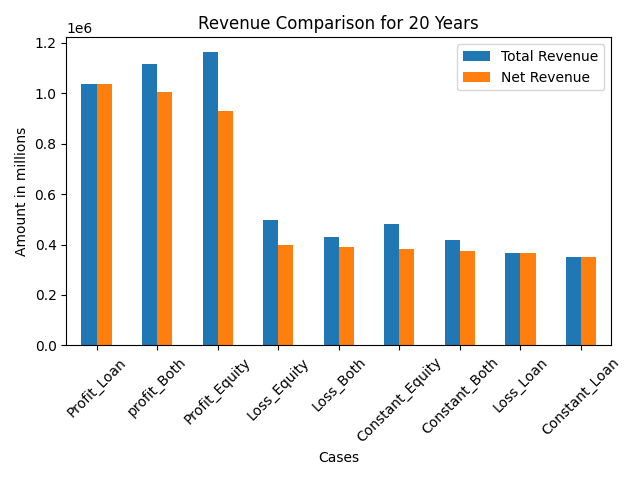 Revenue Comparison for 20 Years
1e6
Total Revenue
Net Revenue
Amount in millions
1.2
1.0
0.8
0.6
0.4
0.2
0.0
Profit_Loan
profit_Both
Profit_Equity
Loss_Equity
Loss_Both
Constant_Equity
Constant_Both
Loss_Loan
Constant_Loan
Cases